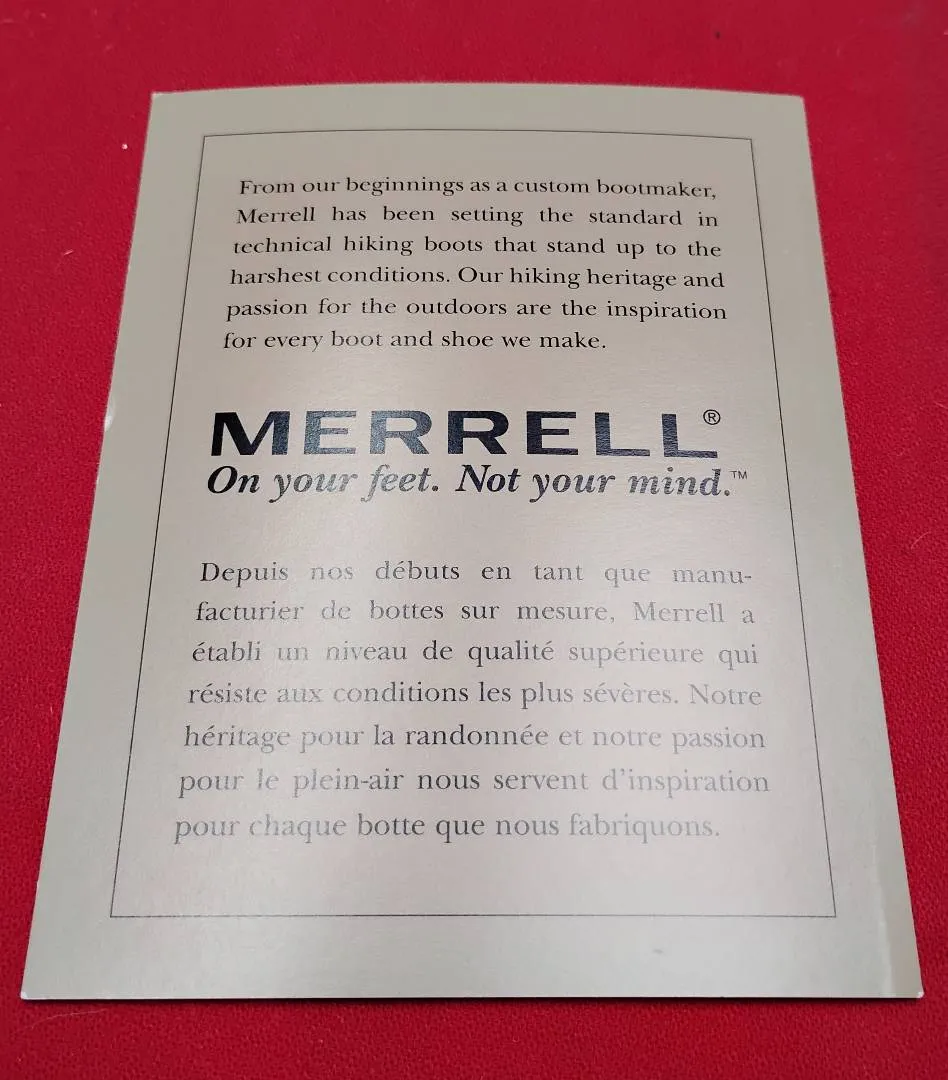 From our beginnings as a custom bootmaker,
Merrell has been setting the standard in
technical hiking boots that stand up to the
harshest conditions. Our hiking heritage and
passion for the outdoors are the inspiration
for every boot and shoe we make.
MERRELL®
On your feet. Not your mind.™
Depuis nos débuts en tant que manu-
facturier de bottes sur mesure, Merrell a
établi un niveau de qualité supérieure qui
résiste aux conditions les plus sévères. Notre
héritage pour la randonnée et notre passion
pour le plein-air nous servent d'inspiration
pour chaque botte que nous fabriquons.